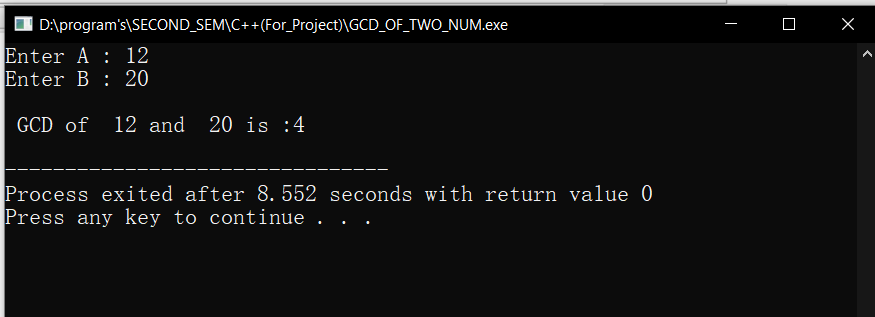 D:\program's\SECOND_SEM\C++(For_Project)\GCD_OF_TWO_NUM.exe
Enter A : 12
Enter B : 20
GCD of  12 and  20 is :4
--------------------------------
Process exited after 8.552 seconds with return value 0
Press any key to continue . . .